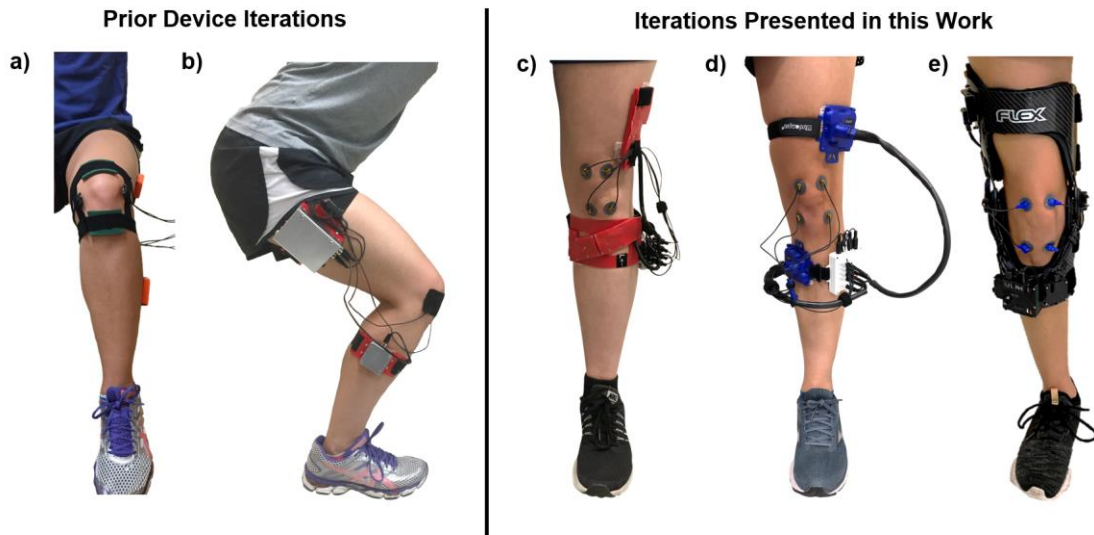 Prior Device Iterations
Iterations Presented in this Work
a)
b)
c)
d)
e)
FLEX